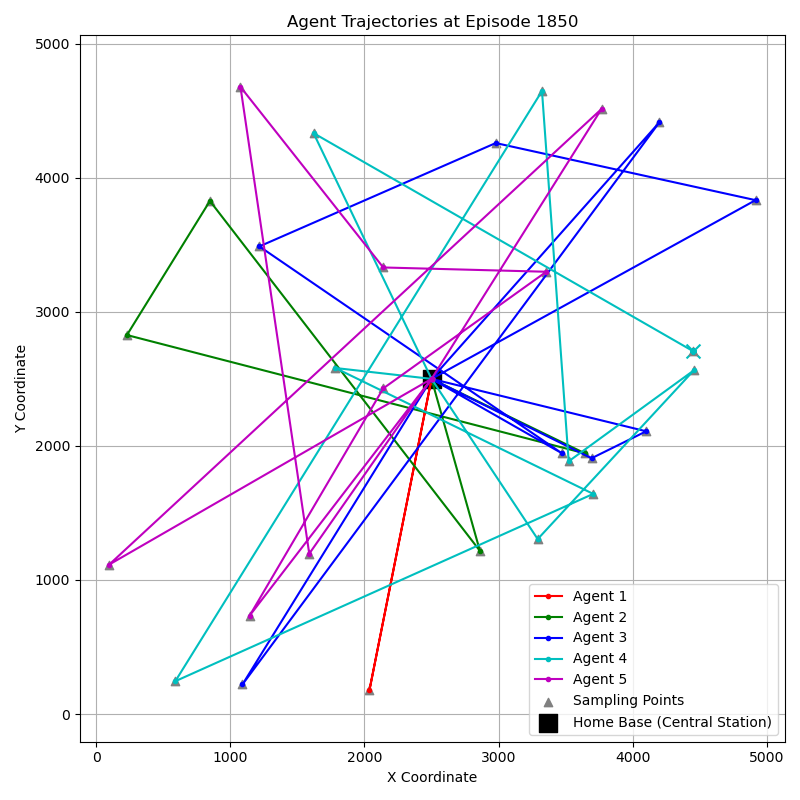 Agent Trajectories at Episode 1850
Y Coordinate
5000
4000
3000
2000
1000
0
0 1000 2000 3000 4000 5000
X Coordinate
Agent 1
Agent 2
Agent 3
Agent 4
Agent 5
Sampling Points
Home Base (Central Station)